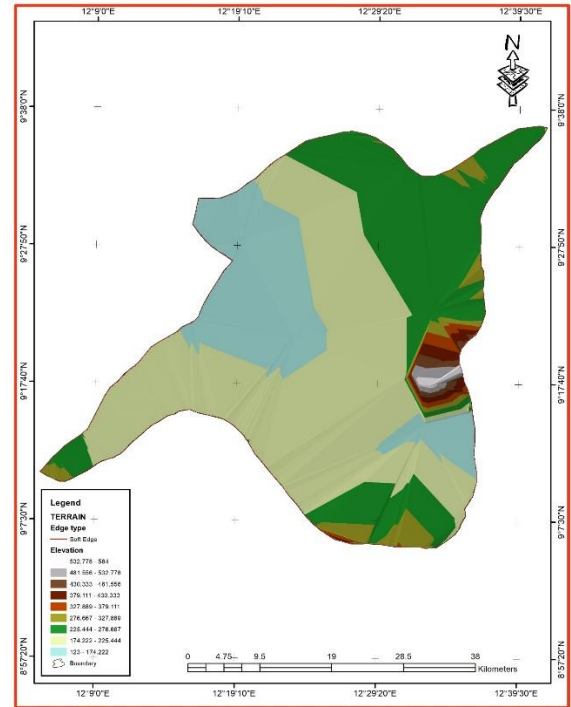 12°9'0"E 12°19'10"E 12°29'20"E 12°39'30"E
N
9°38'0"N 9°38'0"N
9°27'50"N 9°27'50"N
9°17'40"N 9°17'40"N
9°7'30"N 9°7'30"N
8°57'20"N 8°57'20"N
Legend
TERRAIN
Edge type
Soft Edge
Elevation
532.778 - 584
481.556 - 532.778
430.333 - 481.556
379.111 - 430.333
327.889 - 379.111
276.667 - 327.889
225.444 - 276.667
174.222 - 225.444
123 - 174.222
Boundary
0 4.75 9.5 19 28.5 38
Kilometers
12°9'0"E 12°19'10"E 12°29'20"E 12°39'30"E